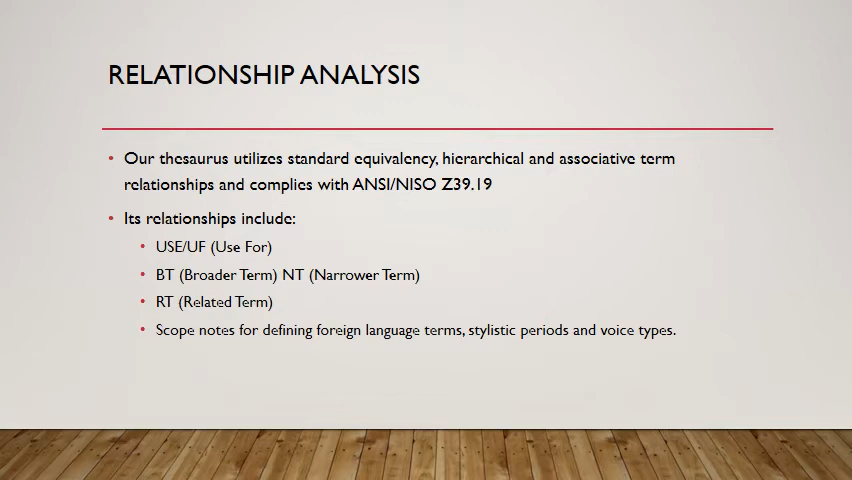 RELATIONSHIP ANALYSIS
• Our thesaurus utilizes standard equivalency, hierarchical and associative term
relationships and complies with ANSI/NISO Z39.19
• Its relationships include:
• USE/UF (Use For)
• BT (Broader Term) NT (Narrower Term)
• RT (Related Term)
• Scope notes for defining foreign language terms, stylistic periods and voice types.